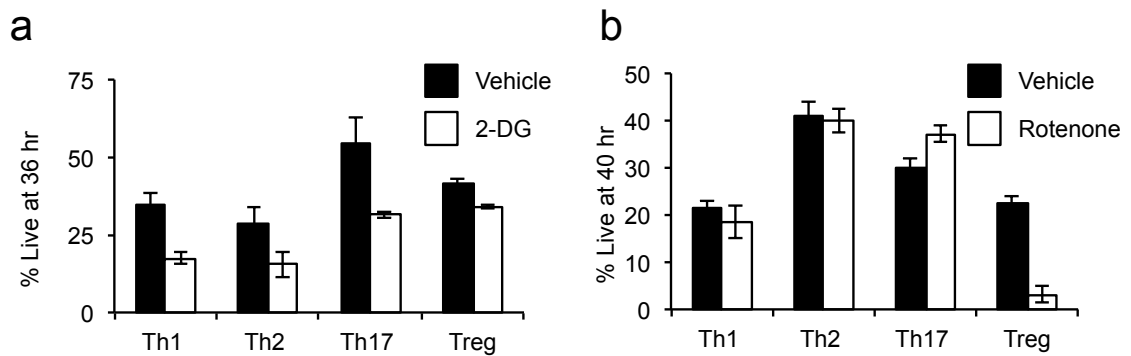 a
% Live at 36 hr
75
50
25
0
Vehicle
2-DG
Th1 Th2 Th17 Treg
b
% Live at 40 hr
50
40
30
20
10
0
Vehicle
Rotenone
Th1 Th2 Th17 Treg